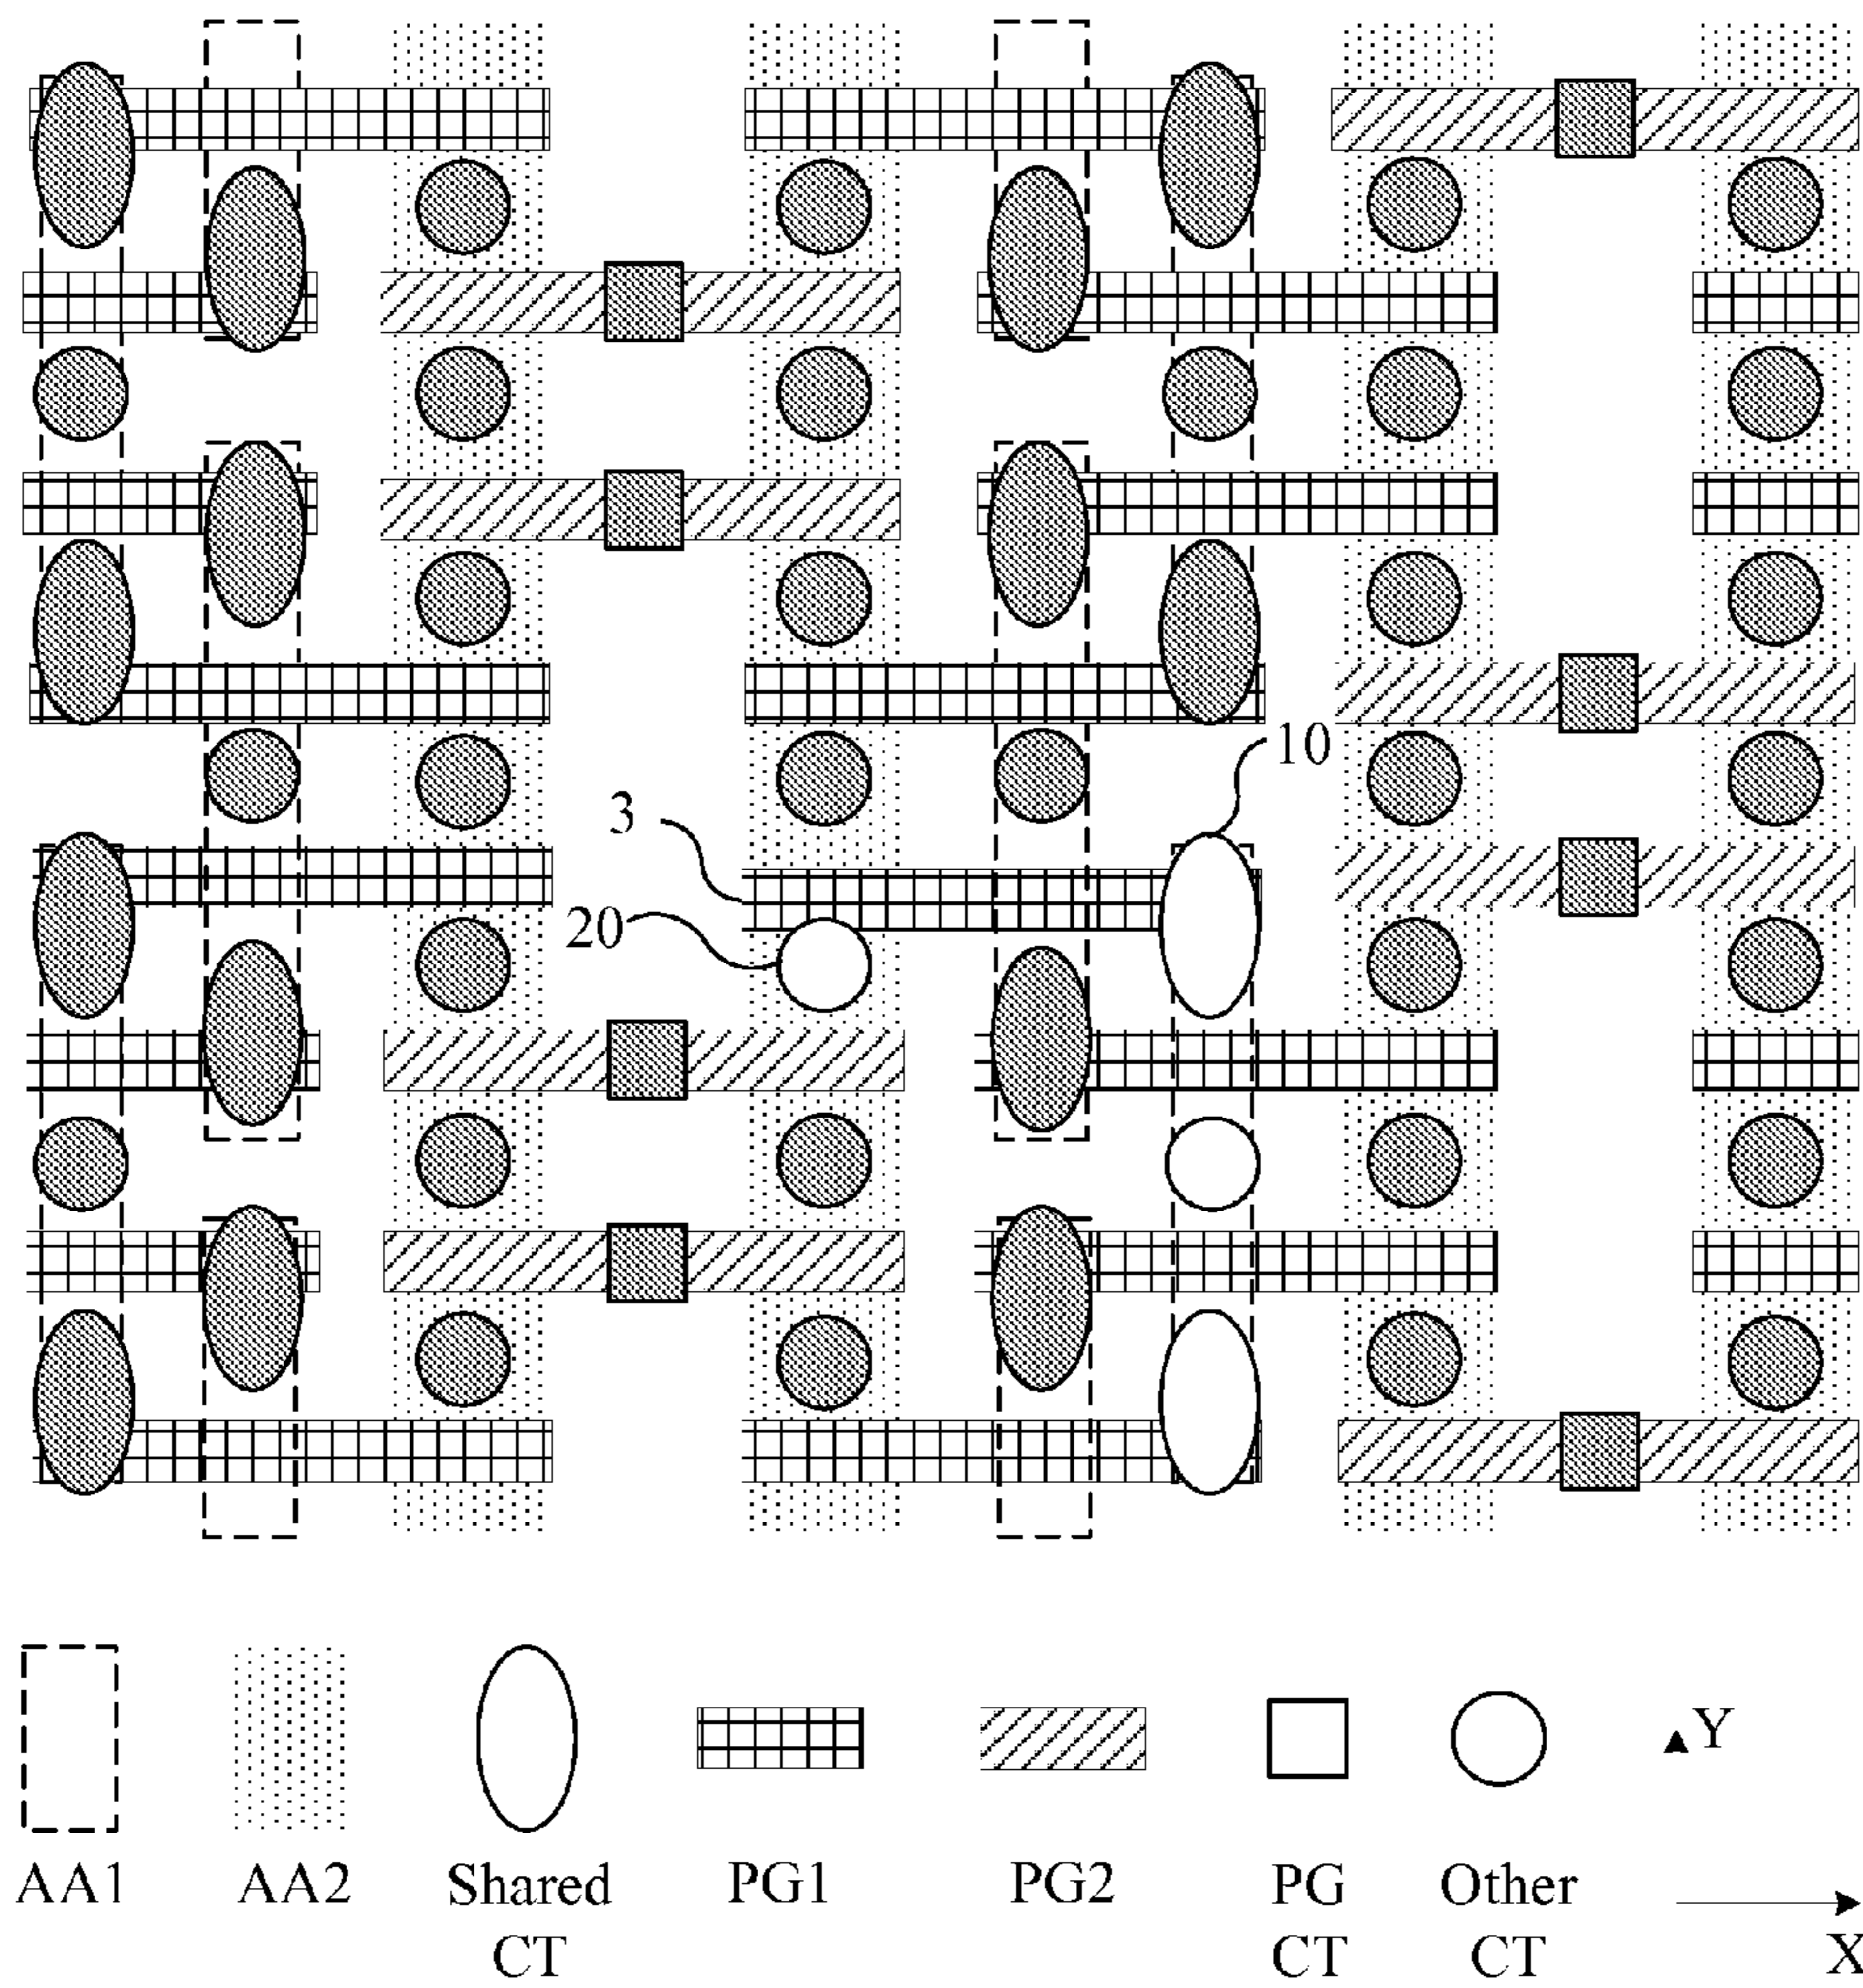 10
3
20
Y
AA1 AA2 Shared CT PG1 PG2 PG CT Other CT
X